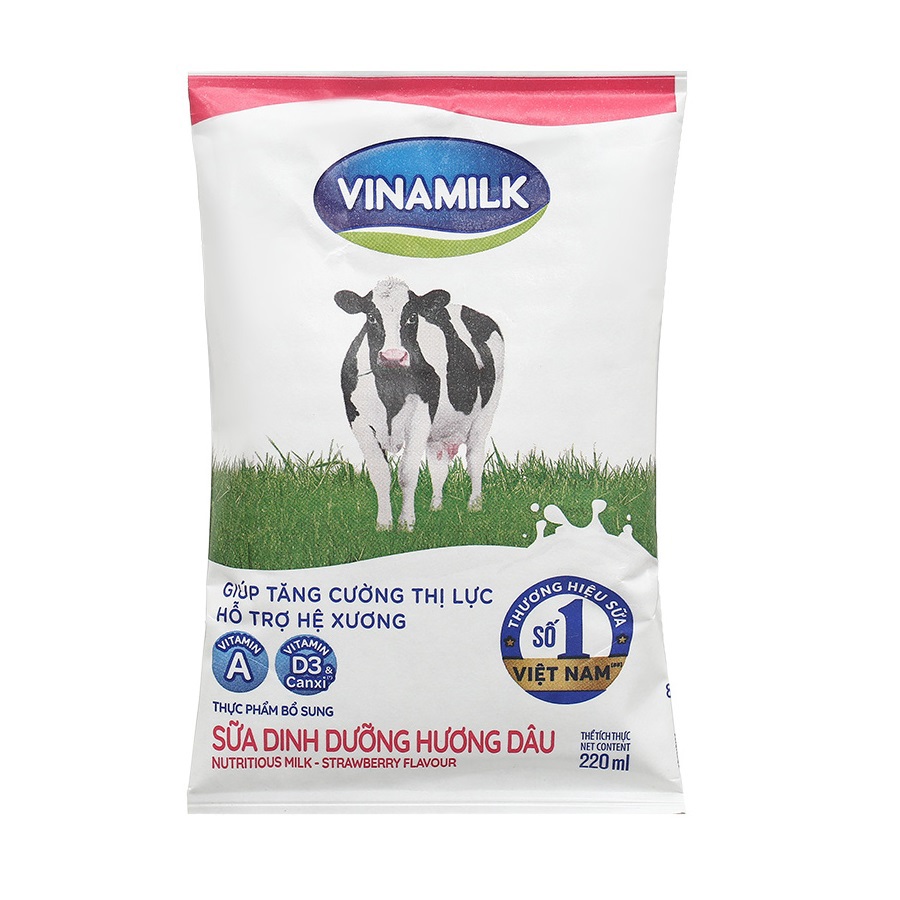 VINAMILK
GIÚP TĂNG CƯỜNG THỊ LỰC
HỖ TRỢ HỆ XƯƠNG
VITAMIN
A
VITAMIN
D3 &
Canxi
THƯƠNG HIỆU SỮA
SỐ 1
VIỆT NAM
THỰC PHẨM BỔ SUNG
SỮA DINH DƯỠNG HƯƠNG DÂU
NUTRITIOUS MILK - STRAWBERRY FLAVOUR
THỂ TÍCH THỰC
NET CONTENT
220 ml